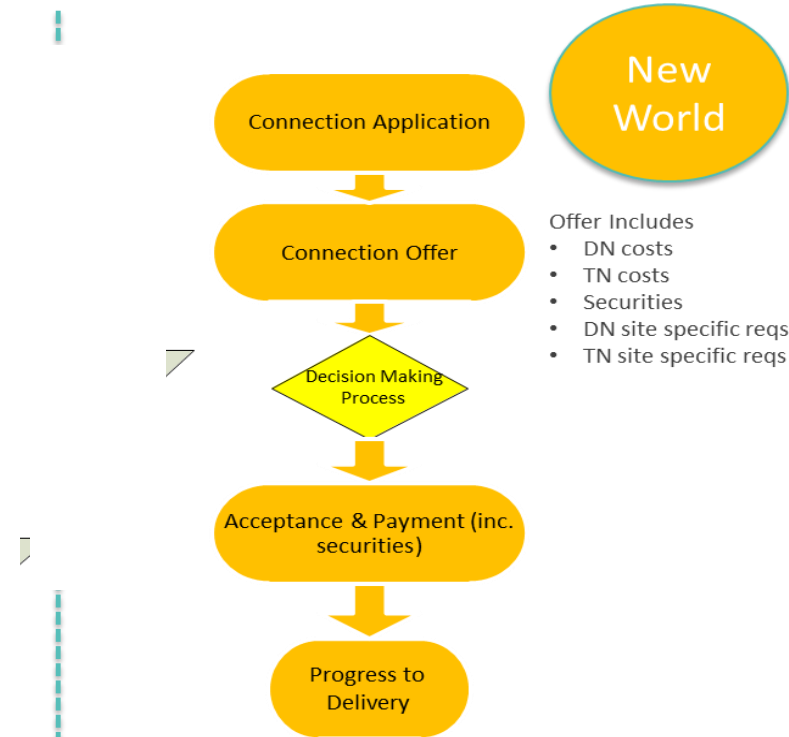 New
World
Connection Application
Connection Offer
Offer Includes
• DN costs
• TN costs
• Securities
• DN site specific reqs
• TN site specific reqs
Decision Making
Process
Acceptance & Payment (inc.
securities)
Progress to
Delivery